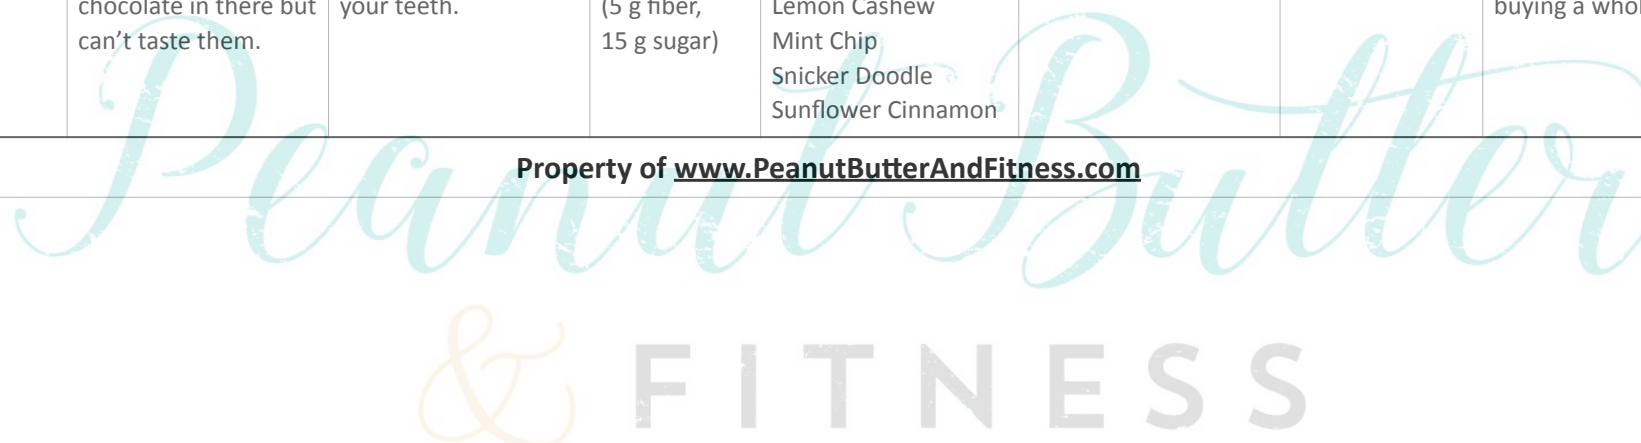 chocolate in there but
can't taste them.
your teeth.
(5 g fiber,
15 g sugar)
Lemon Cashew
Mint Chip
Snicker Doodle
Sunflower Cinnamon
buying a whol
Property of www.PeanutButterAndFitness.com
Peanut Butter
& FITNESS